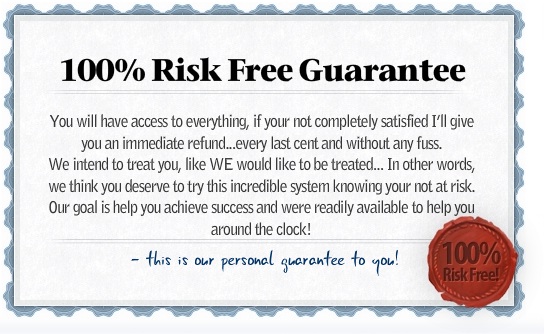 100% Risk Free Guarantee
You will have access to everything, if your not completely satisfied I'll give
you an immediate refund...every last cent and without any fuss.
We intend to treat you, like WE would like to be treated... In other words,
we think you deserve to try this incredible system knowing your not at risk.
Our goal is help you achieve success and were readily available to help you
around the clock!
- this is our personal guarantee to you!
100%
Risk Free!